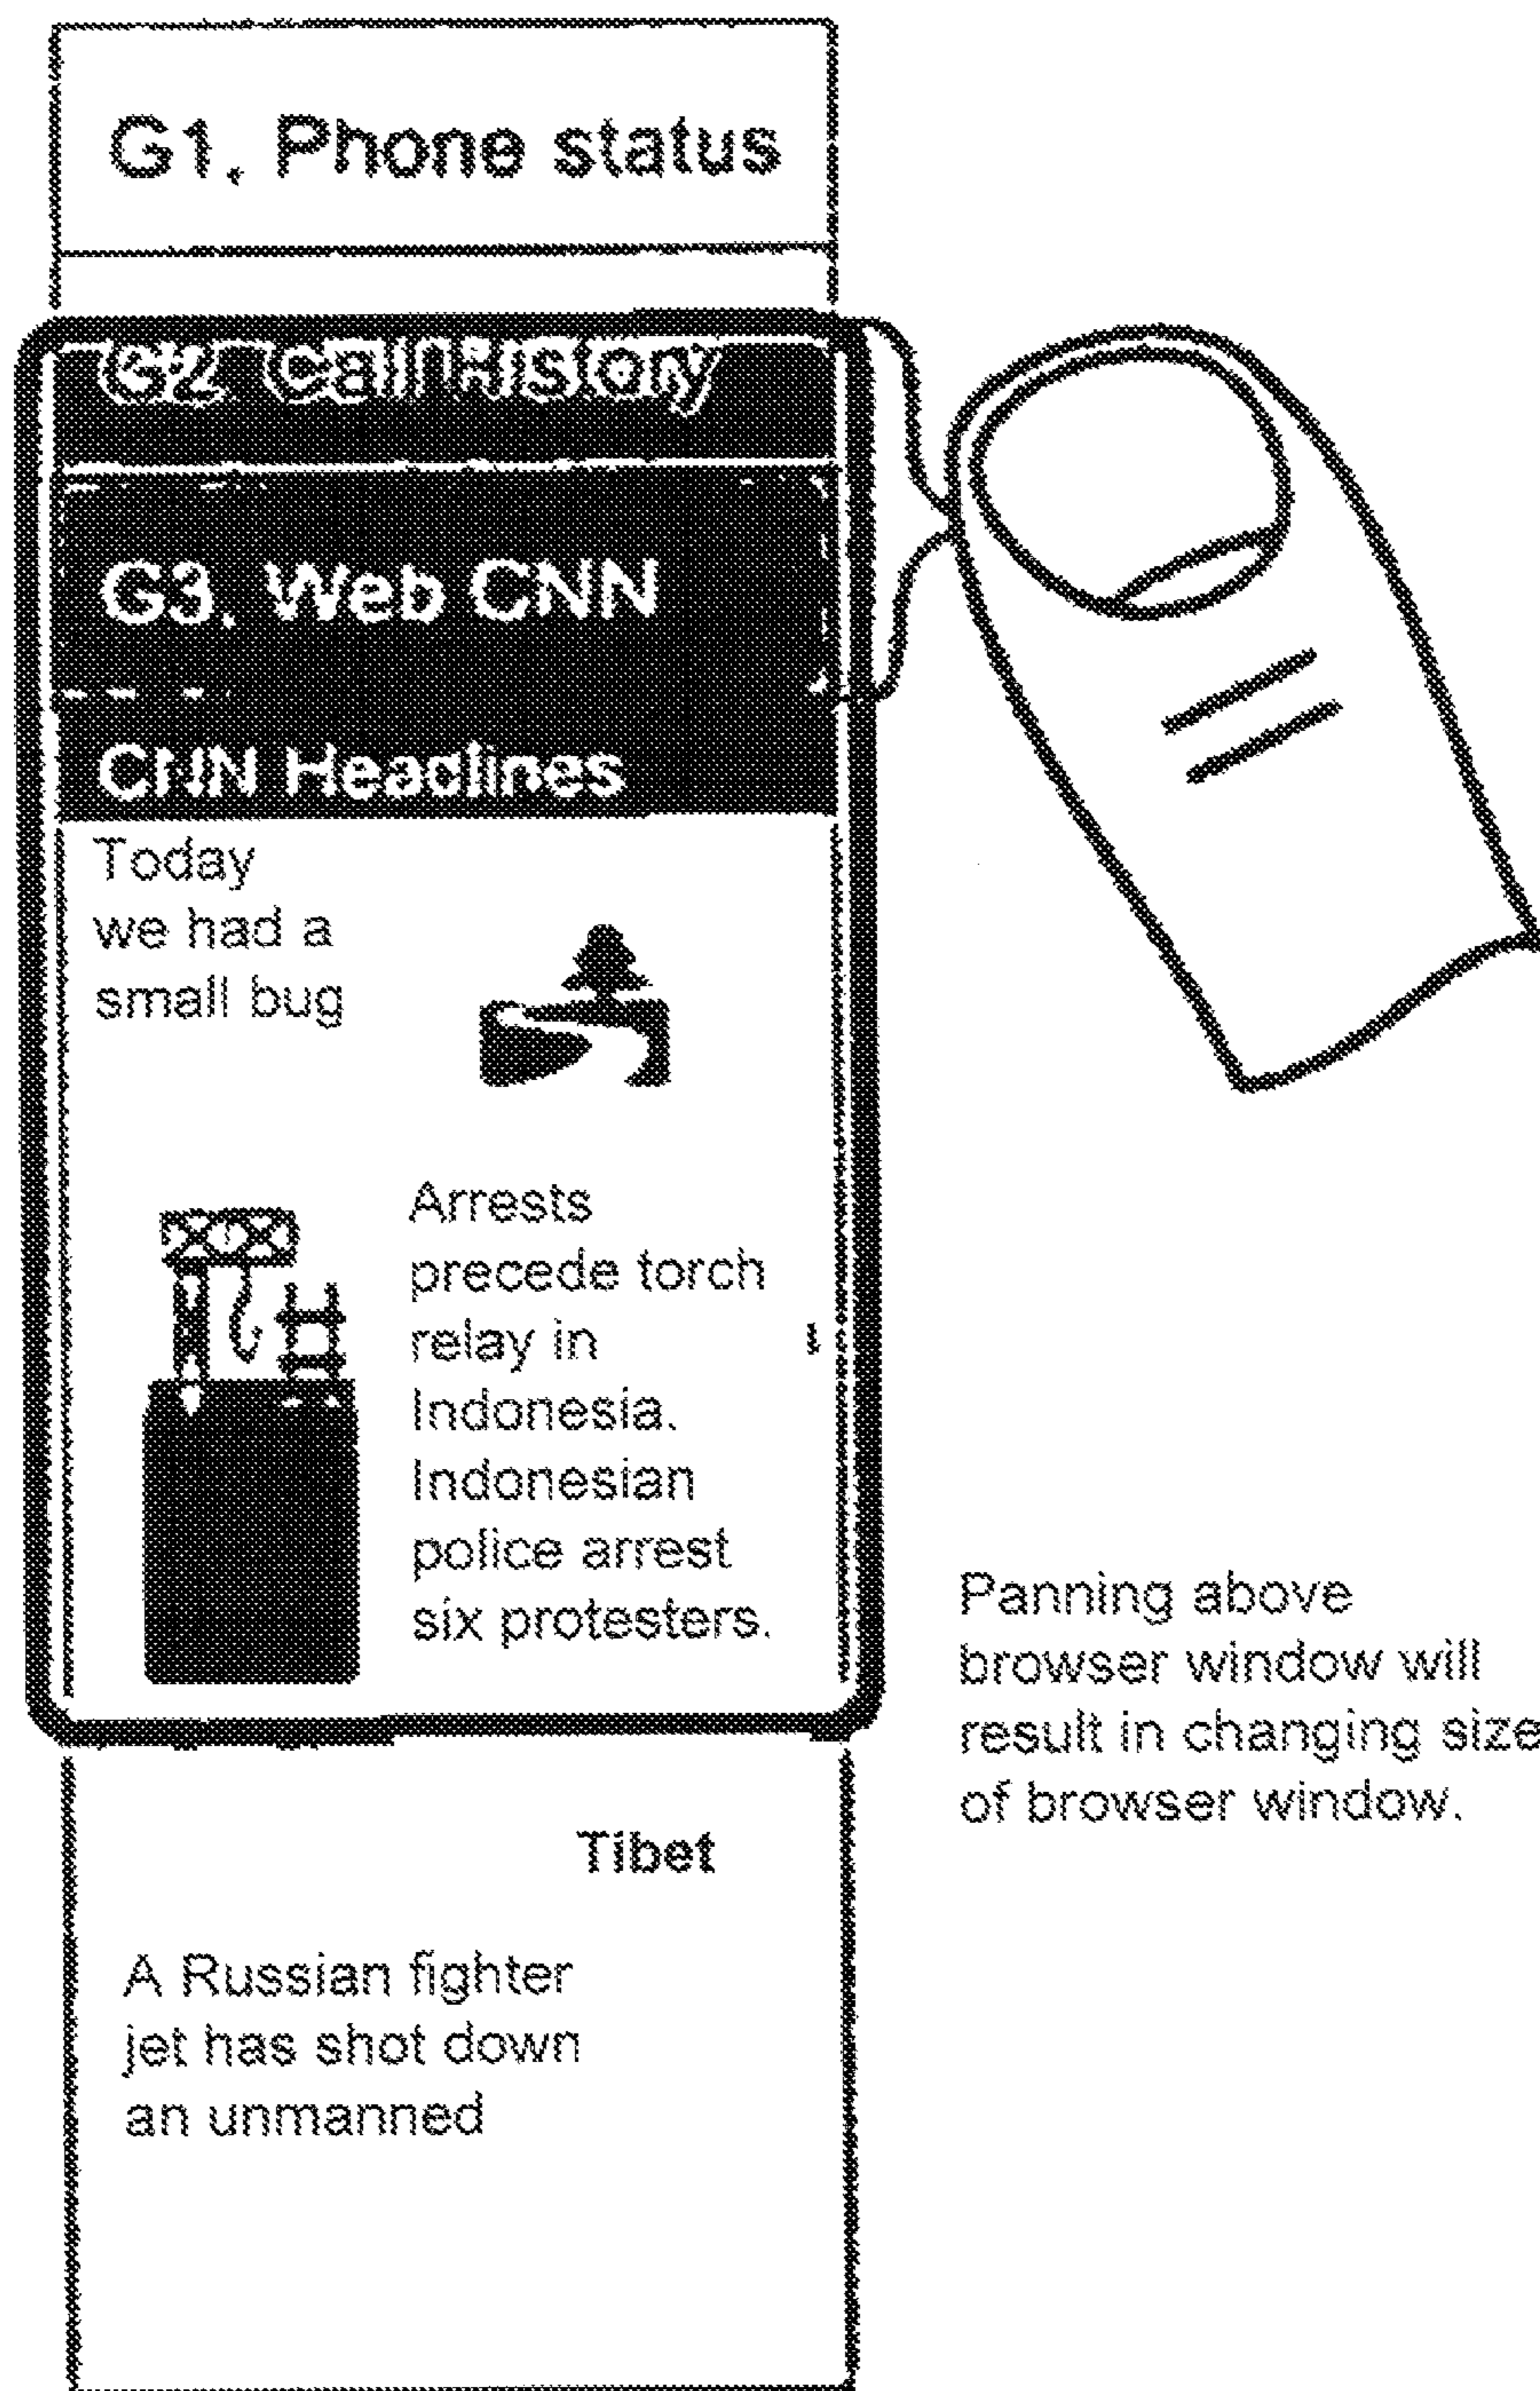 G1. Phone status
G2. Call History
G3. Web CNN
CNN Headlines
Today
we had a
small bug
Arrests
precede torch
relay in
Indonesia.
Indonesian
police arrest
six protesters.
Panning above
browser window will
result in changing size
of browser window.
Tibet
A Russian fighter
jet has shot down
an unmanned